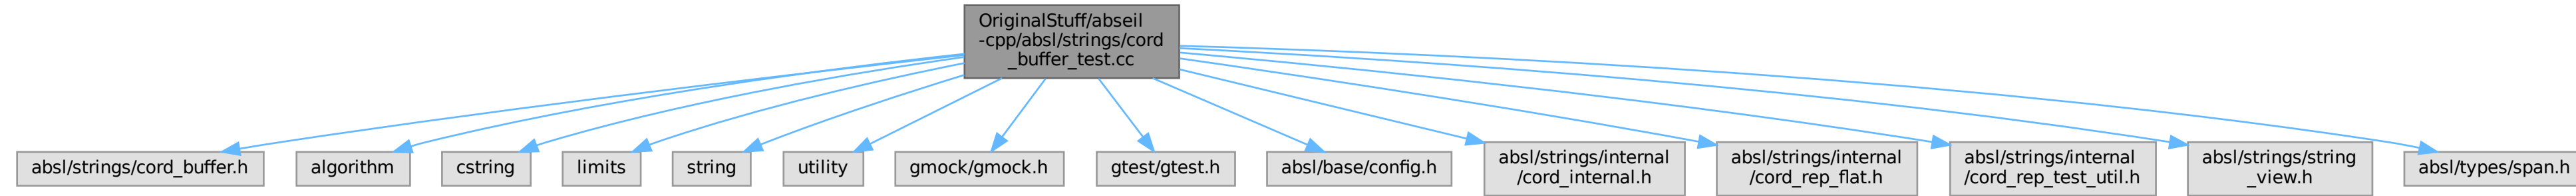 OriginalStuff/abseil
-cpp/absl/strings/cord
_buffer_test.cc
absl/strings/cord_buffer.h
algorithm
cstring
limits
string
utility
gmock/gmock.h
gtest/gtest.h
absl/base/config.h
absl/strings/internal
/cord_internal.h
absl/strings/internal
/cord_rep_flat.h
absl/strings/internal
/cord_rep_test_util.h
absl/strings/string
_view.h
absl/types/span.h